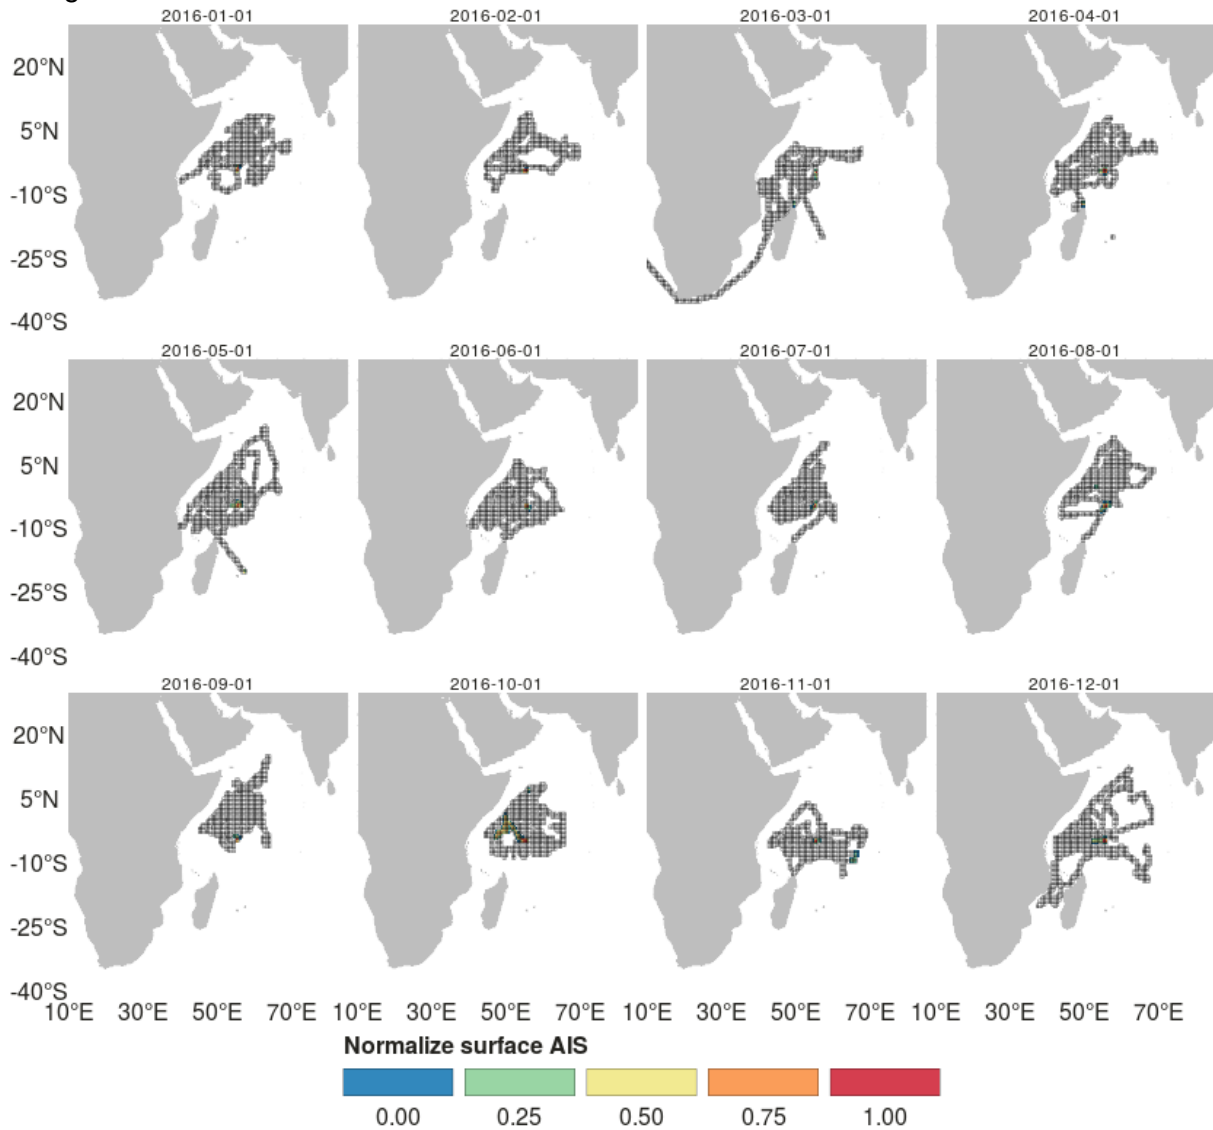 2016-01-01 2016-02-01 2016-03-01 2016-04-01
20°N
5°N
-10°S
-25°S
-40°S
2016-05-01 2016-06-01 2016-07-01 2016-08-01
20°N
5°N
-10°S
-25°S
-40°S
2016-09-01 2016-10-01 2016-11-01 2016-12-01
20°N
5°N
-10°S
-25°S
-40°S
10°E 30°E 50°E 70°E 10°E 30°E 50°E 70°E 10°E 30°E 50°E 70°E 10°E 30°E 50°E 70°E
Normalize surface AIS
0.00 0.25 0.50 0.75 1.00